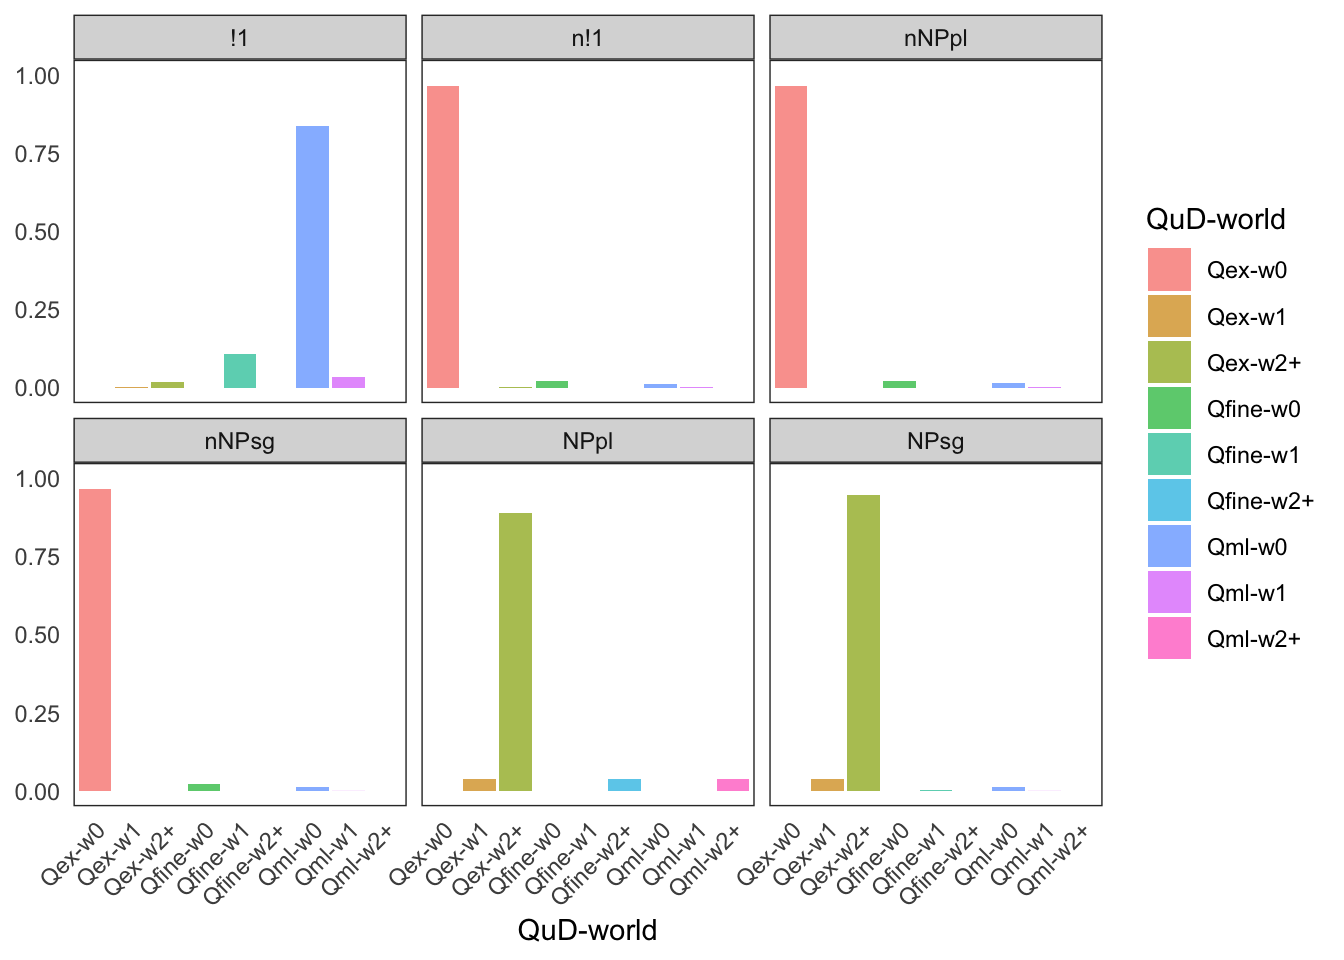 !1
n!1
nNPpl
1.00
0.75
0.50
0.25
0.00
nNPsg
NPpl
NPsg
1.00
0.75
0.50
0.25
0.00
Qex-w0
Qex-w1
Qex-w2+
Qfine-w0
Qfine-w1
Qfine-w2+
Qml-w0
Qml-w1
Qml-w2+
Qex-w0
Qex-w1
Qex-w2+
Qfine-w0
Qfine-w1
Qfine-w2+
Qml-w0
Qml-w1
Qml-w2+
Qex-w0
Qex-w1
Qex-w2+
Qfine-w0
Qfine-w1
Qfine-w2+
Qml-w0
Qml-w1
Qml-w2+
QuD-world
QuD-world
Qex-w0
Qex-w1
Qex-w2+
Qfine-w0
Qfine-w1
Qfine-w2+
Qml-w0
Qml-w1
Qml-w2+